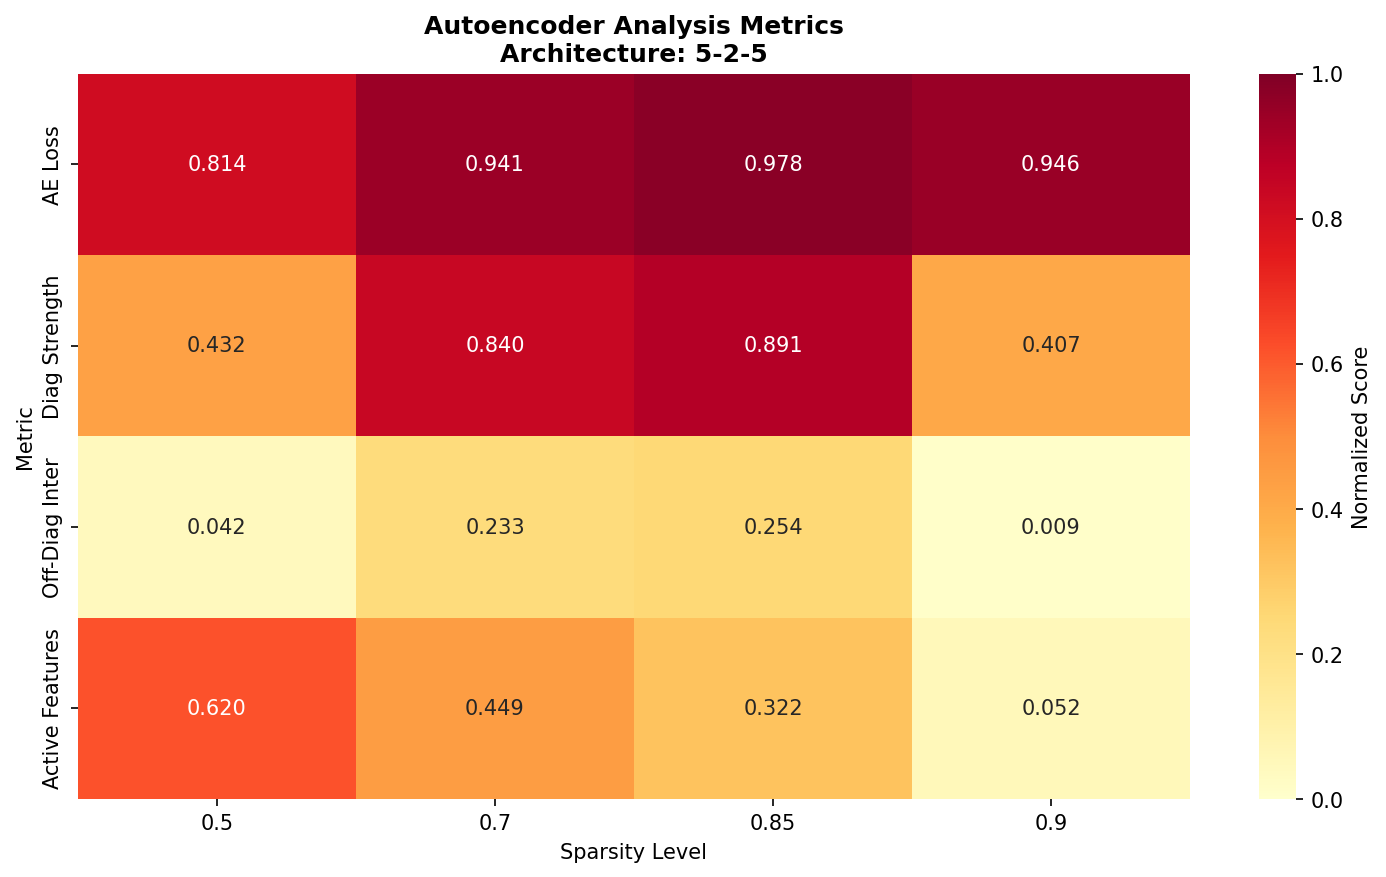 Autoencoder Analysis Metrics
Architecture: 5-2-5
Metric
AE Loss
0.814 0.941 0.978 0.946
Diag Strength
0.432 0.840 0.891 0.407
Off-Diag Inter
0.042 0.233 0.254 0.009
Active Features
0.620 0.449 0.322 0.052
0.5 0.7 0.85 0.9
Sparsity Level
1.0
0.8
0.6
0.4
0.2
0.0
Normalized Score